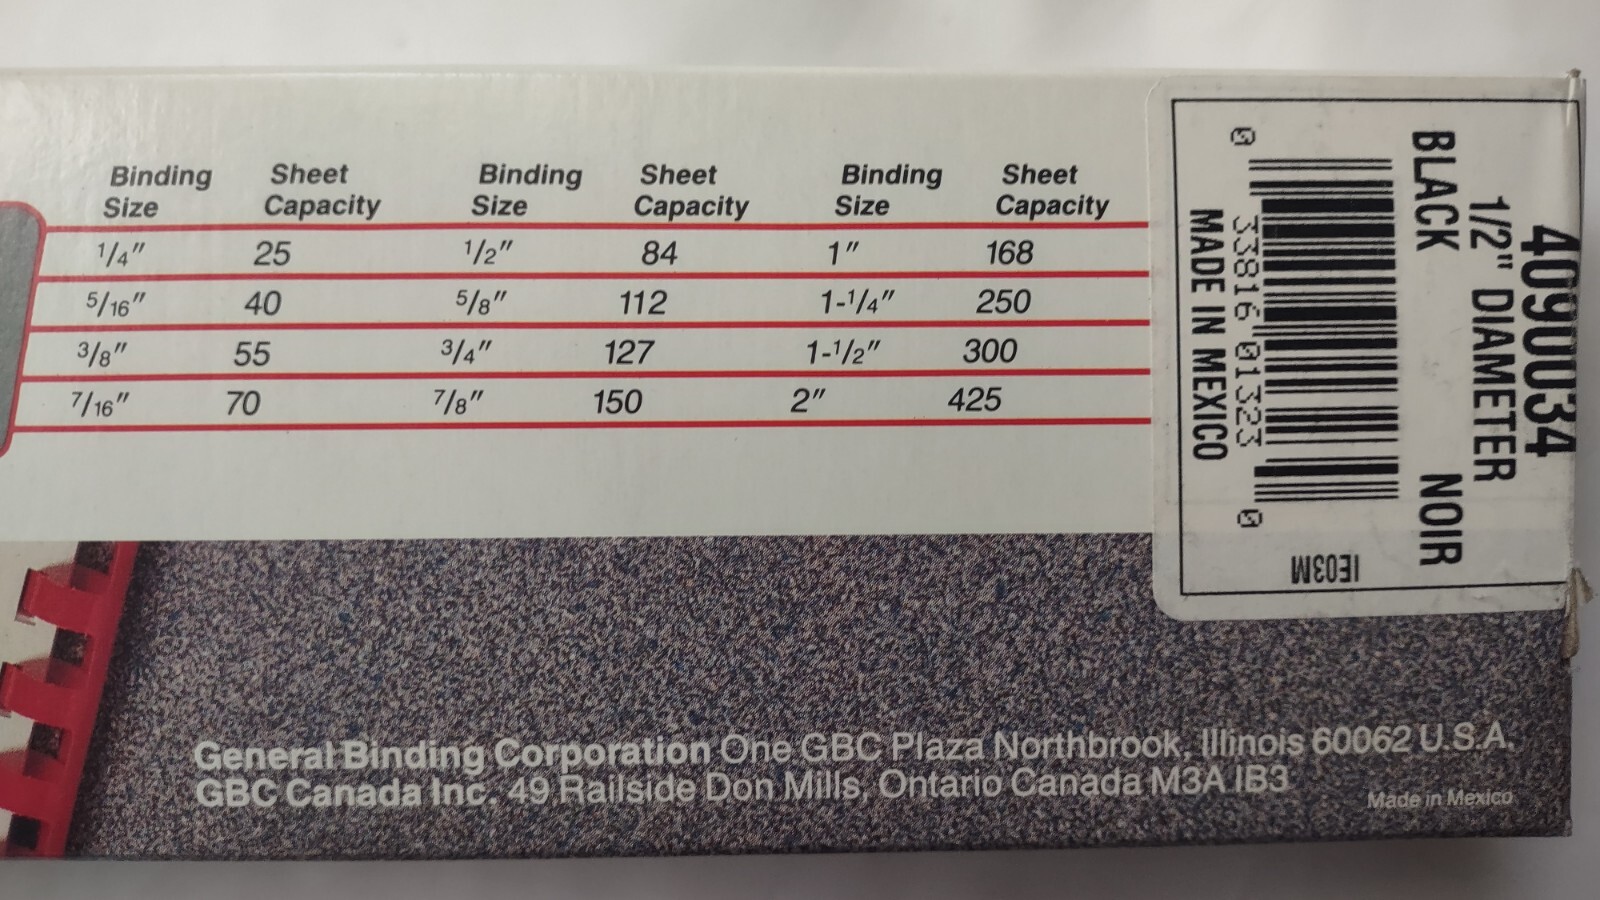 Binding Size Sheet Capacity Binding Size Sheet Capacity Binding Size Sheet Capacity
1/4" 25 1/2" 84 1" 168
5/16" 40 5/8" 112 1-1/4" 250
3/8" 55 3/4" 127 1-1/2" 300
7/16" 70 7/8" 150 2" 425
4090034
1/2" DIAMETER
BLACK NOIR
0 33816 01323 0
MADE IN MEXICO
IE03M
General Binding Corporation One GBC Plaza Northbrook, Illinois 60062 U.S.A.
GBC Canada Inc. 49 Railside Don Mills, Ontario Canada M3A IB3
Made in Mexico